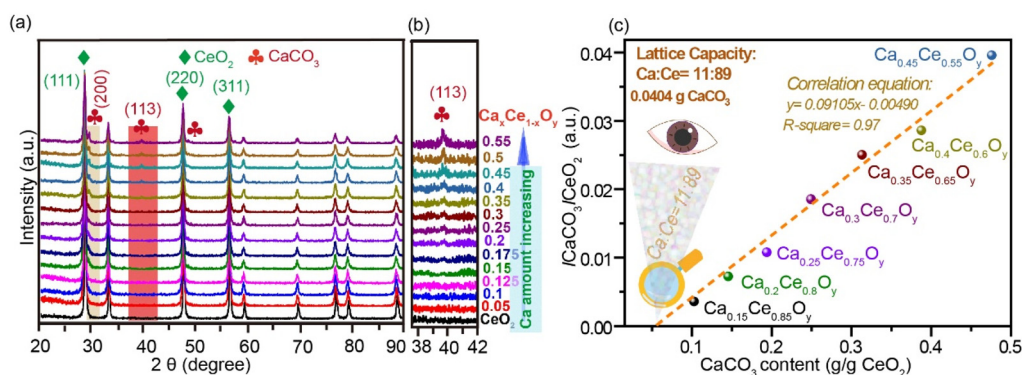 (a)
♦ CeO2 ♣ CaCO3
(111)
(200)
(113)
(220)
(311)
Intensity (a.u.)
20 30 40 50 60 70 80 90
2 θ (degree)
(b)
(113)
CaxCe1-xOy
0.55
0.5
0.45
0.4
0.35
0.3
0.25
0.2
0.175
0.15
0.125
0.1
0.05
CeO2
Ca amount increasing
38 40 42
(c)
ICaCO3/ICeO2 (a.u.)
0.04
0.03
0.02
0.01
0.00
Lattice Capacity:
Ca:Ce= 11:89
0.0404 g CaCO3
Ca0.45Ce0.55Oy
Correlation equation:
y= 0.09105x- 0.00490
R-square= 0.97
Ca0.4Ce0.6Oy
Ca0.35Ce0.65Oy
Ca0.3Ce0.7Oy
Ca0.25Ce0.75Oy
Ca0.2Ce0.8Oy
Ca0.15Ce0.85Oy
Ca:Ce= 11:89
0.1 0.2 0.3 0.4 0.5
CaCO3 content (g/g CeO2)